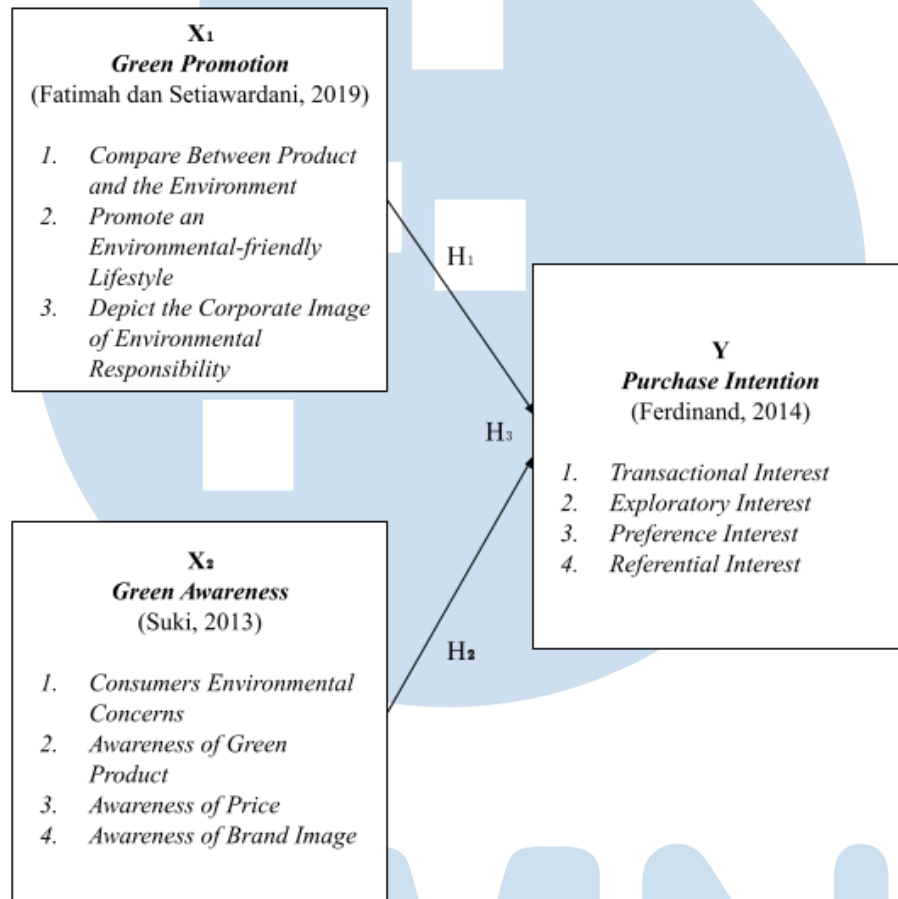 X₁
Green Promotion
(Fatimah dan Setiawardani, 2019)
1. Compare Between Product
and the Environment
2. Promote an
Environmental-friendly
Lifestyle
3. Depict the Corporate Image
of Environmental
Responsibility
H₁
Y
Purchase Intention
(Ferdinand, 2014)
1. Transactional Interest
2. Exploratory Interest
3. Preference Interest
4. Referential Interest
H₃
X₂
Green Awareness
(Suki, 2013)
1. Consumers Environmental
Concerns
2. Awareness of Green
Product
3. Awareness of Price
4. Awareness of Brand Image
H₂